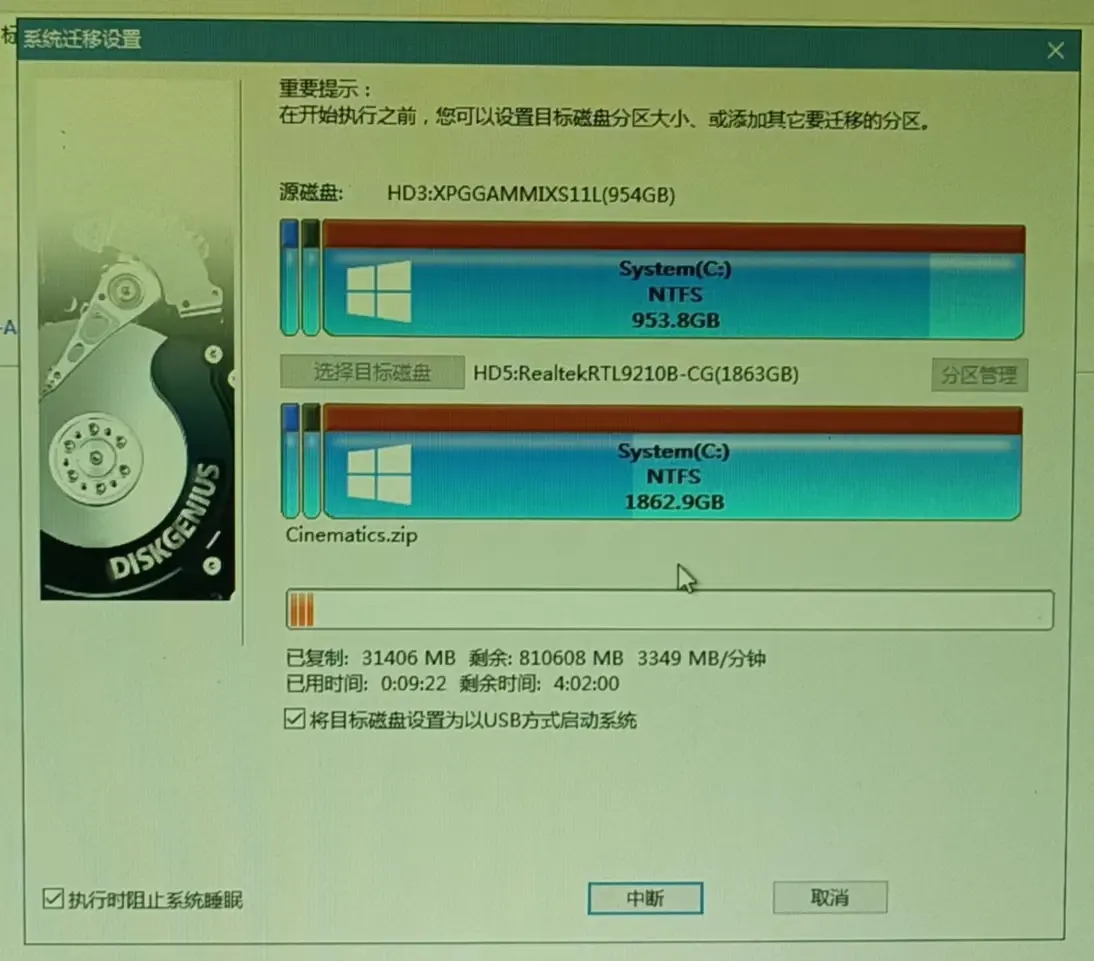 标
系统迁移设置
重要提示：
在开始执行之前，您可以设置目标磁盘分区大小、或添加其它要迁移的分区。
源磁盘: HD3:XPGGAMMIXS11L(954GB)
System(C:)
NTFS
953.8GB
-A
选择目标磁盘 HD5:RealtekRTL9210B-CG(1863GB) 分区管理
System(C:)
NTFS
1862.9GB
Cinematics.zip
DISKGENIUS
已复制: 31406 MB 剩余: 810608 MB 3349 MB/分钟
已用时间: 0:09:22 剩余时间: 4:02:00
将目标磁盘设置为以USB方式启动系统
执行时阻止系统睡眠 中断 取消